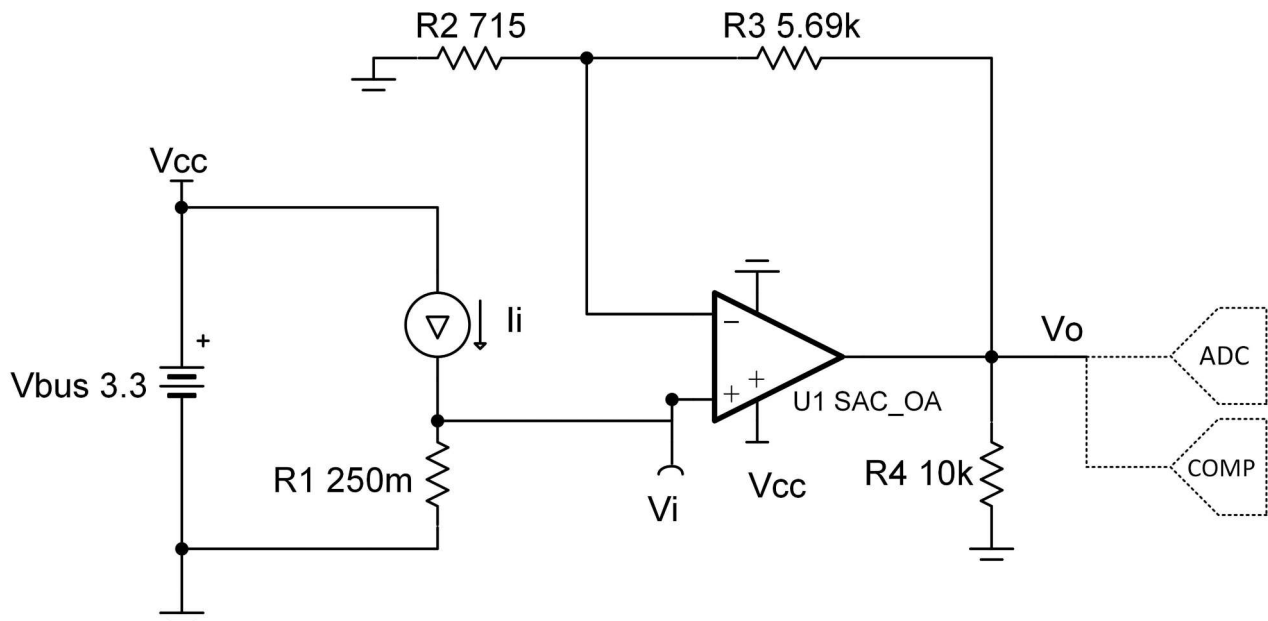 R2 715
R3 5.69k
Vcc
Ii
Vbus 3.3
+
−
+
+
U1 SAC_OA
Vo
ADC
COMP
R1 250m
Vi
Vcc
R4 10k